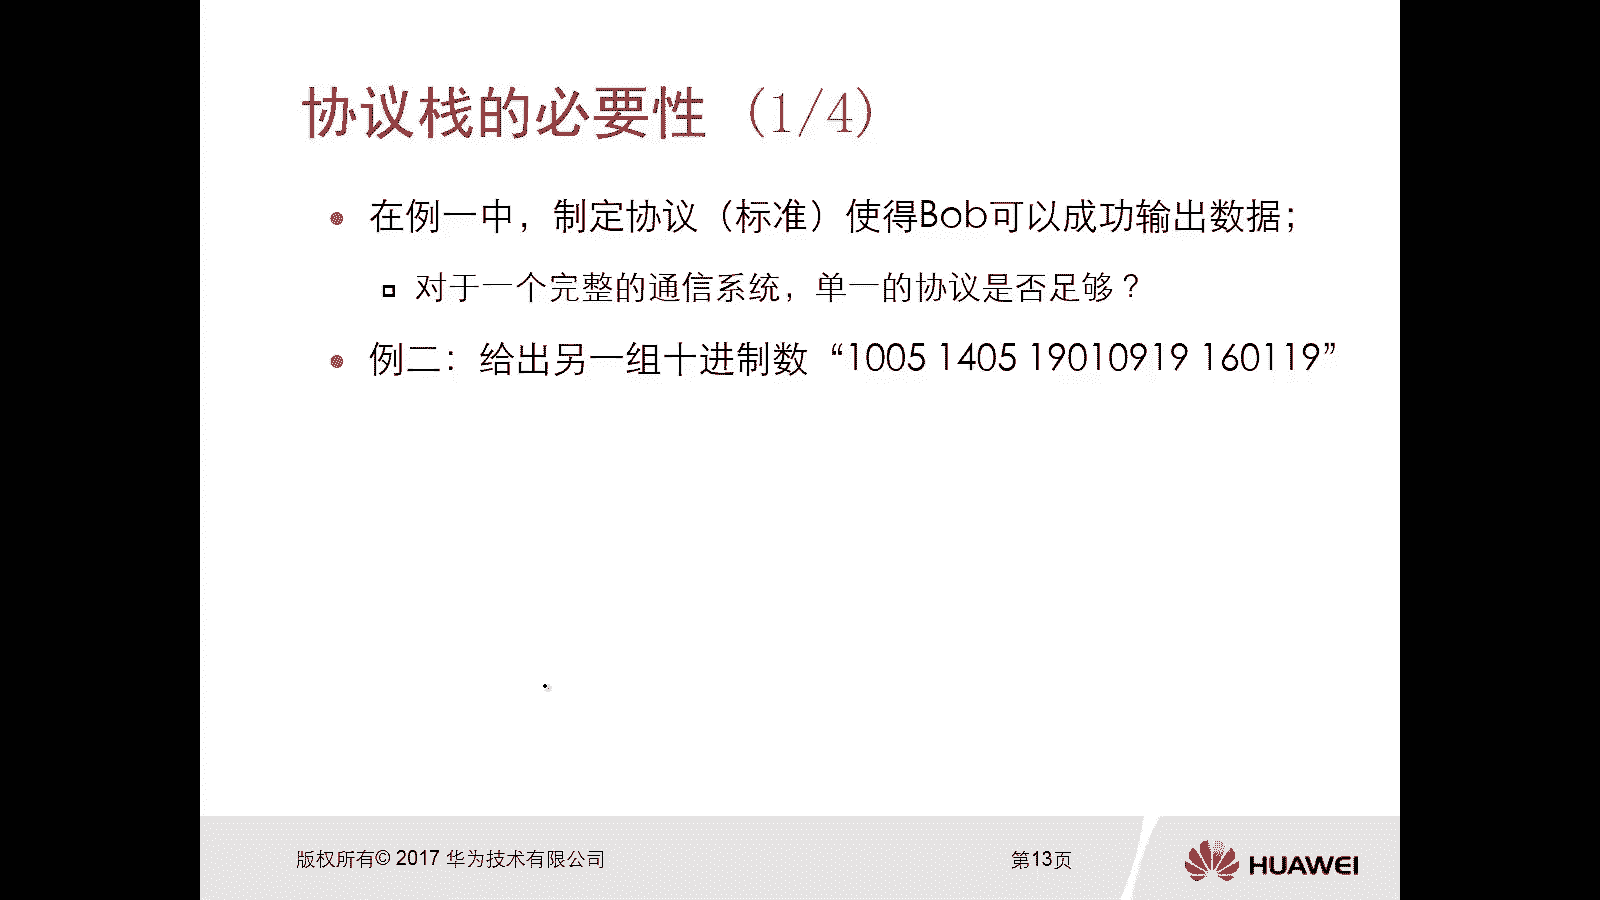 协议栈的必要性 (1/4)
在例一中，制定协议（标准）使得Bob可以成功输出数据；
对于一个完整的通信系统，单一的协议是否足够？
例二：给出另一组十进制数“1005 1405 19010919 160119”
版权所有© 2017 华为技术有限公司
第13页
HUAWEI